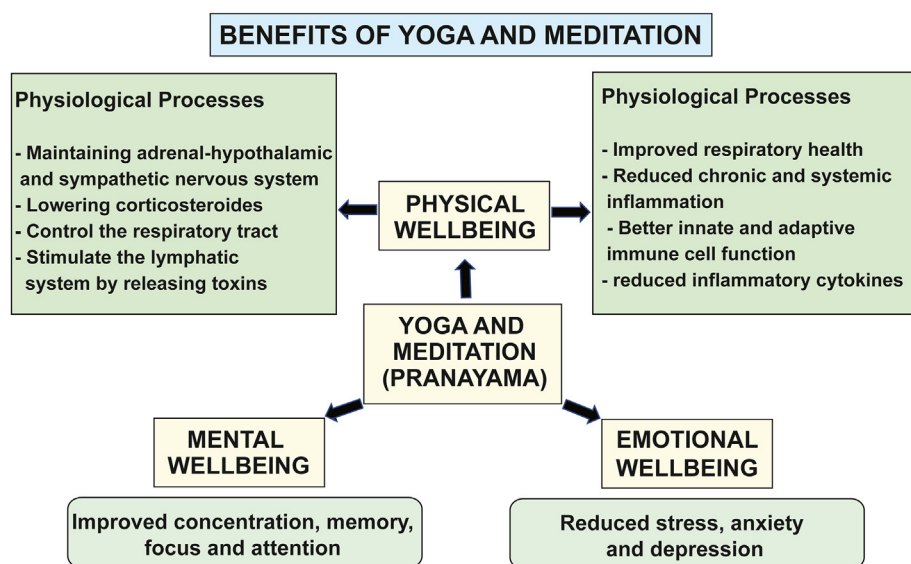 BENEFITS OF YOGA AND MEDITATION
Physiological Processes
- Maintaining adrenal-hypothalamic
and sympathetic nervous system
- Lowering corticosteroides
- Control the respiratory tract
- Stimulate the lymphatic
system by releasing toxins
PHYSICAL
WELLBEING
Physiological Processes
- Improved respiratory health
- Reduced chronic and systemic
inflammation
- Better innate and adaptive
immune cell function
- reduced inflammatory cytokines
YOGA AND
MEDITATION
(PRANAYAMA)
MENTAL
WELLBEING
Improved concentration, memory,
focus and attention
EMOTIONAL
WELLBEING
Reduced stress, anxiety
and depression